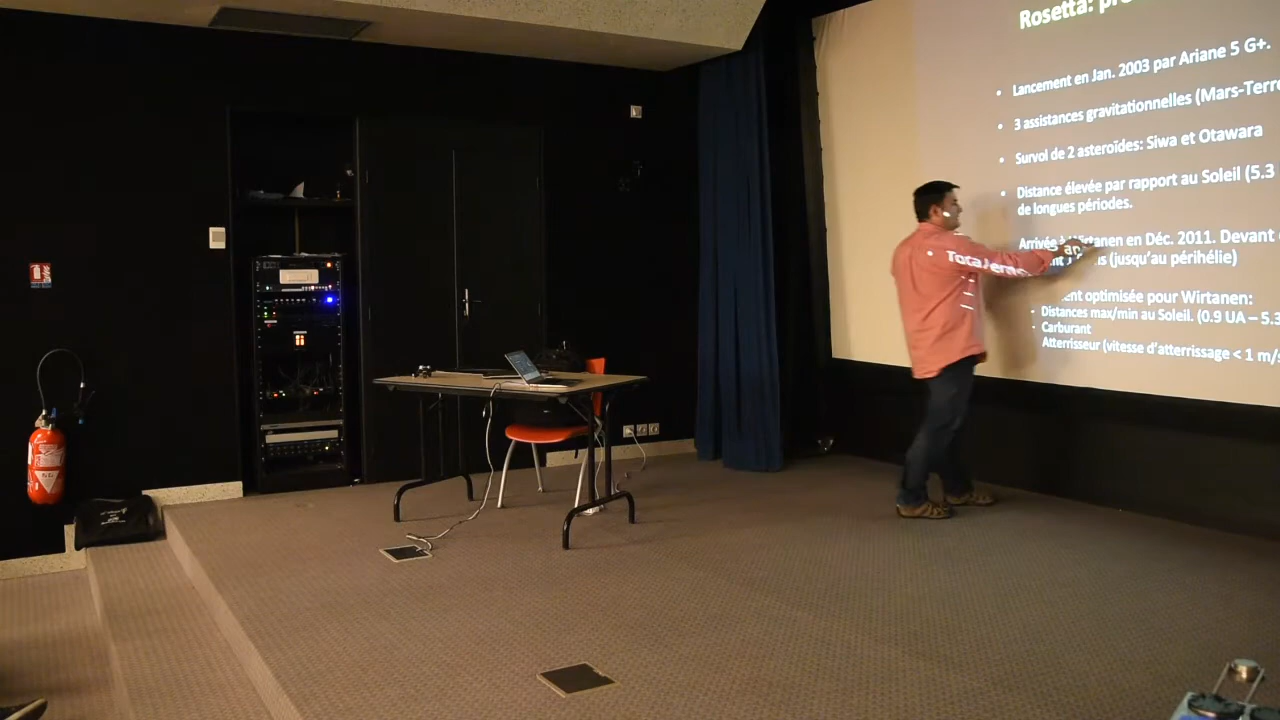 Rosetta:
• Lancement en Jan. 2003 par Ariane 5 G+.
• 3 assistances gravitationnelles (Mars-Terre
• Survol de 2 asteroïdes: Siwa et Otawara
• Distance élevée par rapport au Soleil (5.3
de longues périodes.
Arrivée à Wirtanen en Déc. 2011. Devant
(jusqu'au périhélie)
optimisée pour Wirtanen:
• Distances max/min au Soleil. (0.9 UA – 5.3
• Carburant
Atterrisseur (vitesse d'atterrissage < 1 m/s